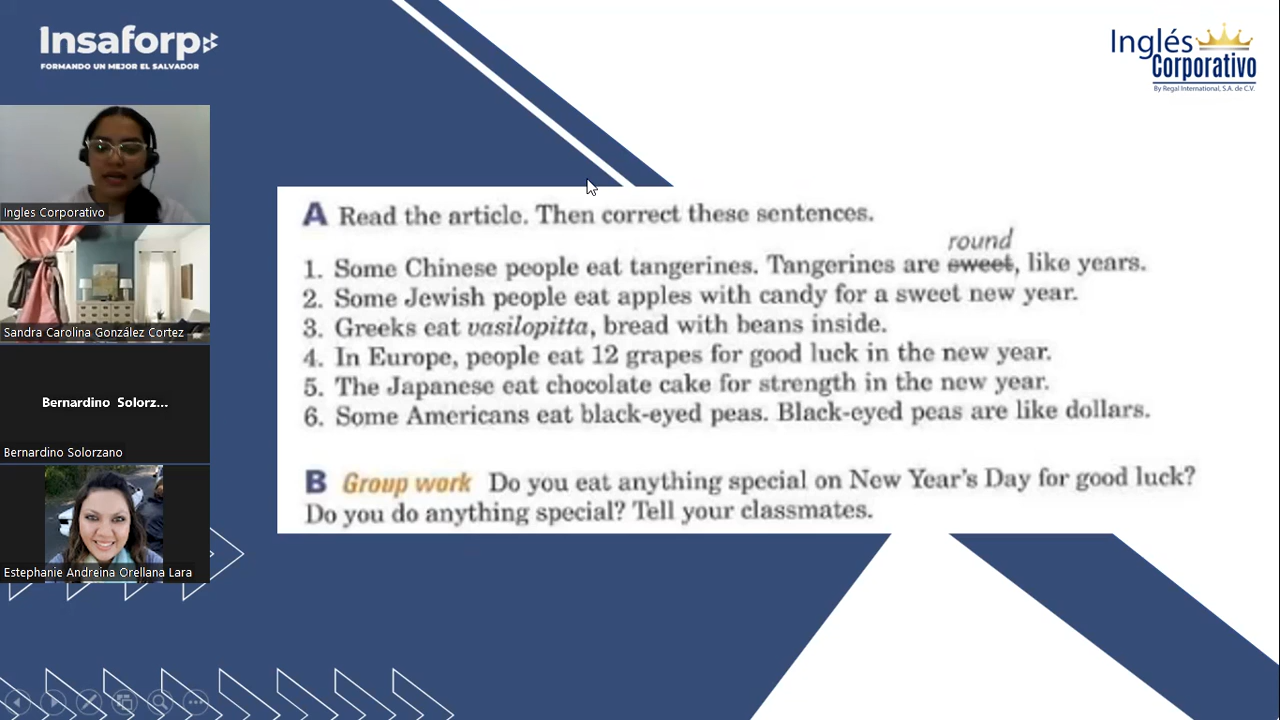 Insaforp
FORMANDO UN MEJOR EL SALVADOR
Inglés
Corporativo
By Regal International, S.A. de C.V.
Ingles Corporativo
Sandra Carolina González Cortez
Bernardino Solorz...
Bernardino Solorzano
Estephanie Andreina Orellana Lara
A Read the article. Then correct these sentences.
round
1. Some Chinese people eat tangerines. Tangerines are sweet, like years.
2. Some Jewish people eat apples with candy for a sweet new year.
3. Greeks eat vasilopitta, bread with beans inside.
4. In Europe, people eat 12 grapes for good luck in the new year.
5. The Japanese eat chocolate cake for strength in the new year.
6. Some Americans eat black-eyed peas. Black-eyed peas are like dollars.
B Group work Do you eat anything special on New Year's Day for good luck?
Do you do anything special? Tell your classmates.